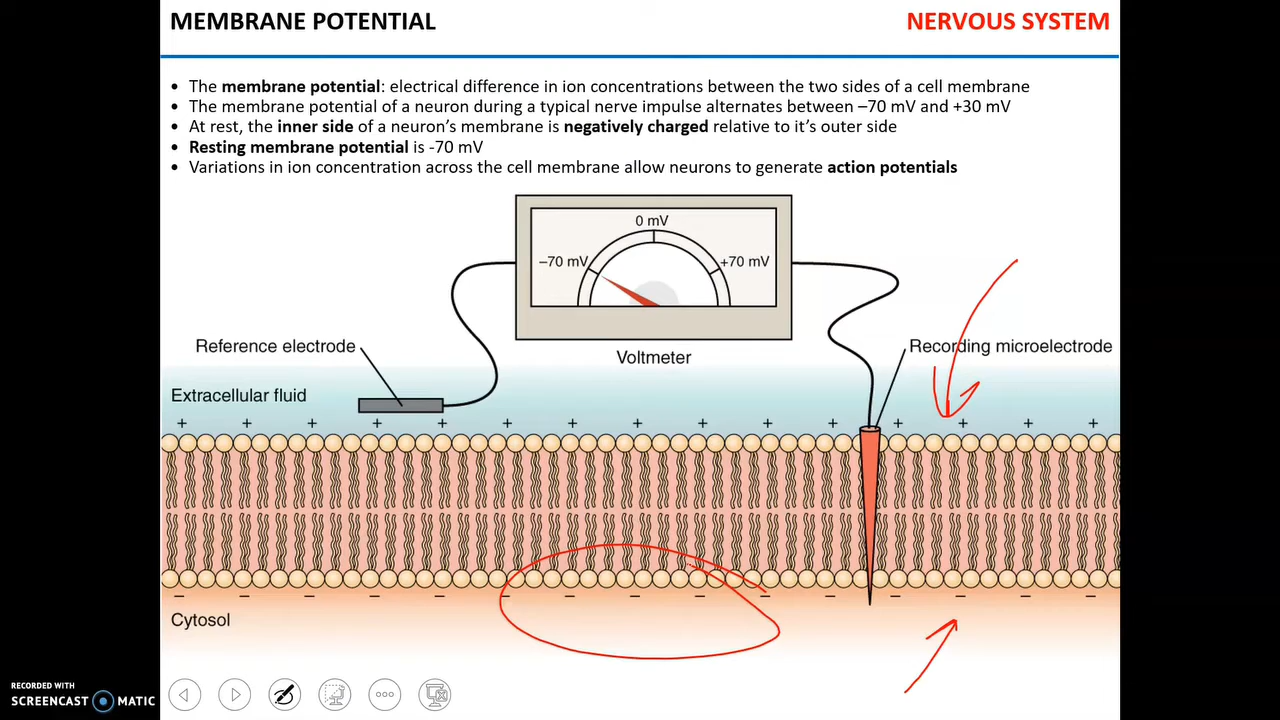 MEMBRANE POTENTIAL
NERVOUS SYSTEM
• The membrane potential: electrical difference in ion concentrations between the two sides of a cell membrane
• The membrane potential of a neuron during a typical nerve impulse alternates between –70 mV and +30 mV
• At rest, the inner side of a neuron's membrane is negatively charged relative to it's outer side
• Resting membrane potential is -70 mV
• Variations in ion concentration across the cell membrane allow neurons to generate action potentials
0 mV
–70 mV
+70 mV
Reference electrode
Voltmeter
Recording microelectrode
Extracellular fluid
+ + + + + + + + + + + + + + +
– – – – – – – – – – – – – – –
Cytosol
RECORDED WITH
SCREENCAST MATIC